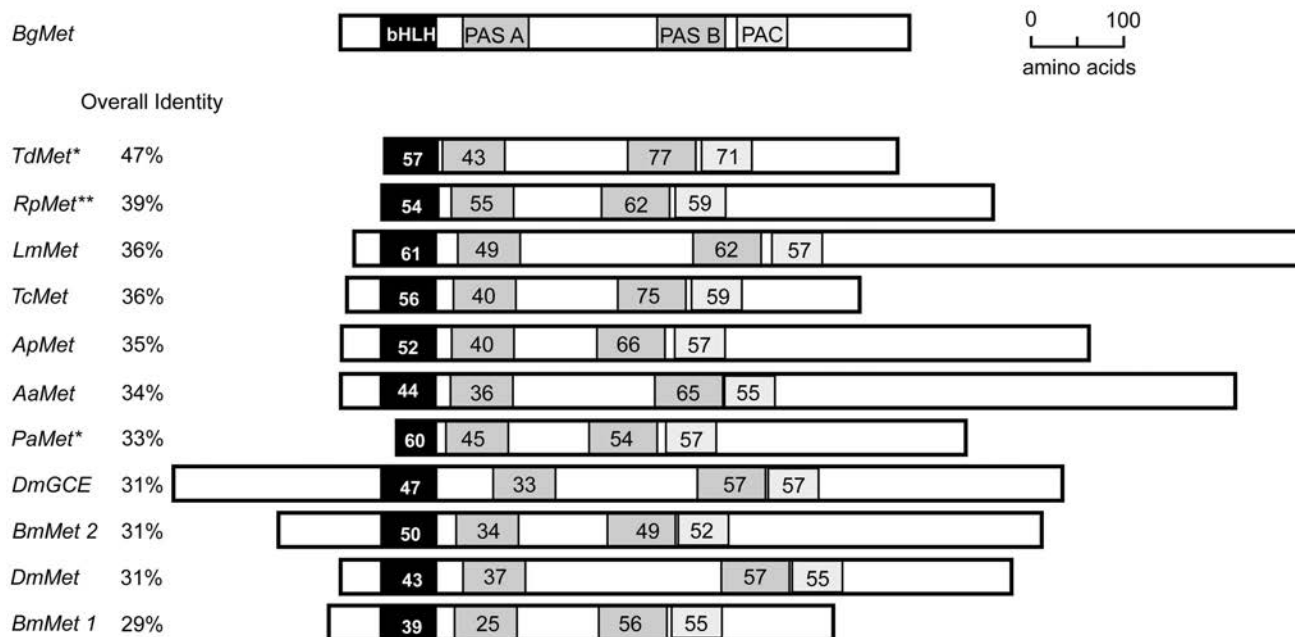 BgMet bHLH PAS A PAS B PAC 0 100
amino acids
Overall Identity
TdMet* 47% 57 43 77 71
RpMet** 39% 54 55 62 59
LmMet 36% 61 49 62 57
TcMet 36% 56 40 75 59
ApMet 35% 52 40 66 57
AaMet 34% 44 36 65 55
PaMet* 33% 60 45 54 57
DmGCE 31% 47 33 57 57
BmMet 2 31% 50 34 49 52
DmMet 31% 43 37 57 55
BmMet 1 29% 39 25 56 55